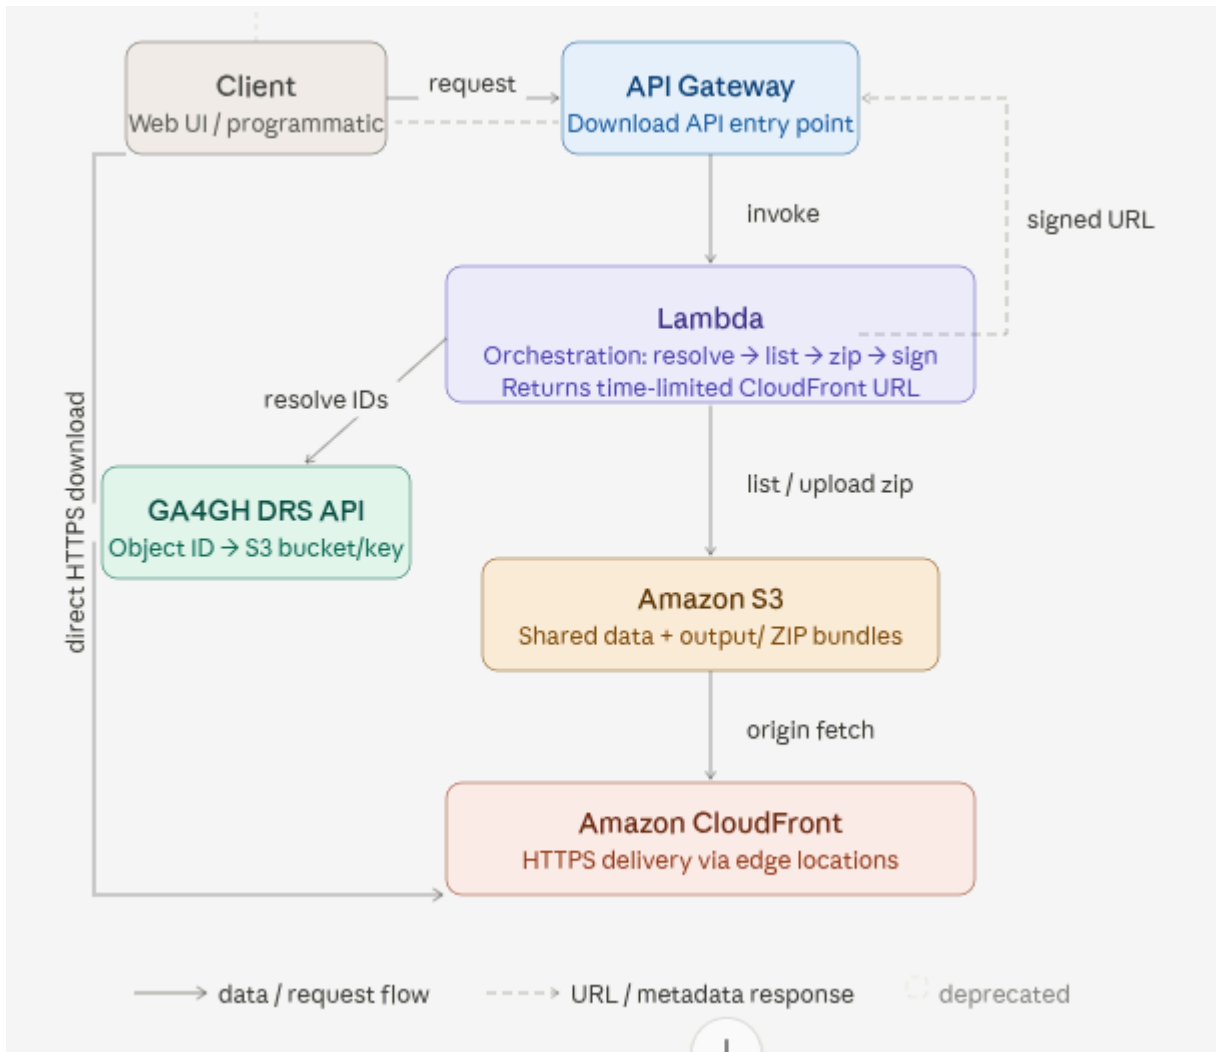 Client
Web UI / programmatic
request
API Gateway
Download API entry point
invoke
signed URL
Lambda
Orchestration: resolve → list → zip → sign
Returns time-limited CloudFront URL
resolve IDs
direct HTTPS download
GA4GH DRS API
Object ID → S3 bucket/key
list / upload zip
Amazon S3
Shared data + output/ ZIP bundles
origin fetch
Amazon CloudFront
HTTPS delivery via edge locations
data / request flow
URL / metadata response
deprecated